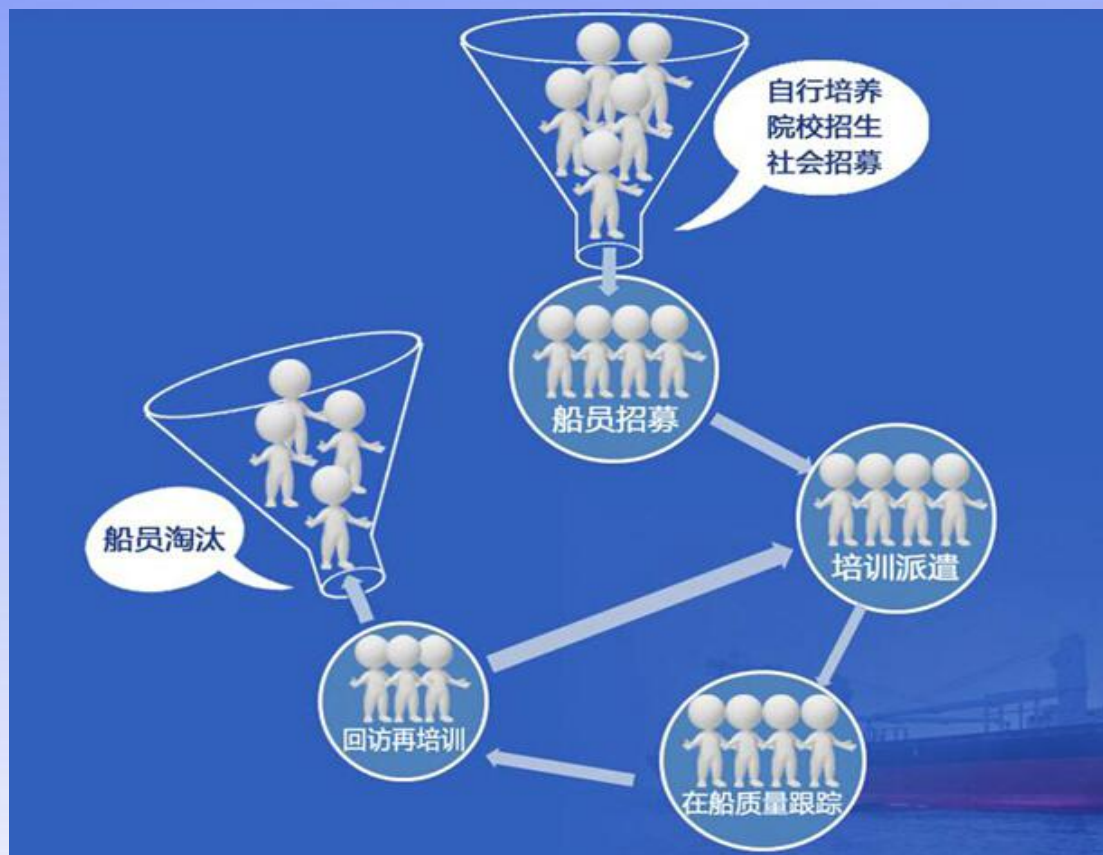 自行培养
院校招生
社会招募
船员招募
培训派遣
在船质量跟踪
回访再培训
船员淘汰